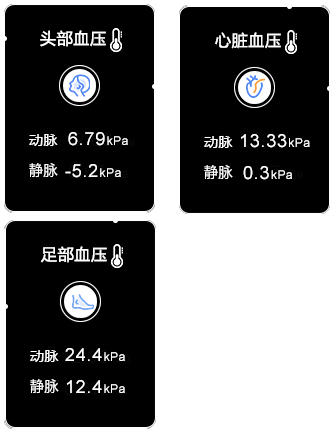 头部血压
动脉 6.79kPa
静脉 -5.2kPa
心脏血压
动脉 13.33kPa
静脉 0.3kPa
足部血压
动脉 24.4kPa
静脉 12.4kPa